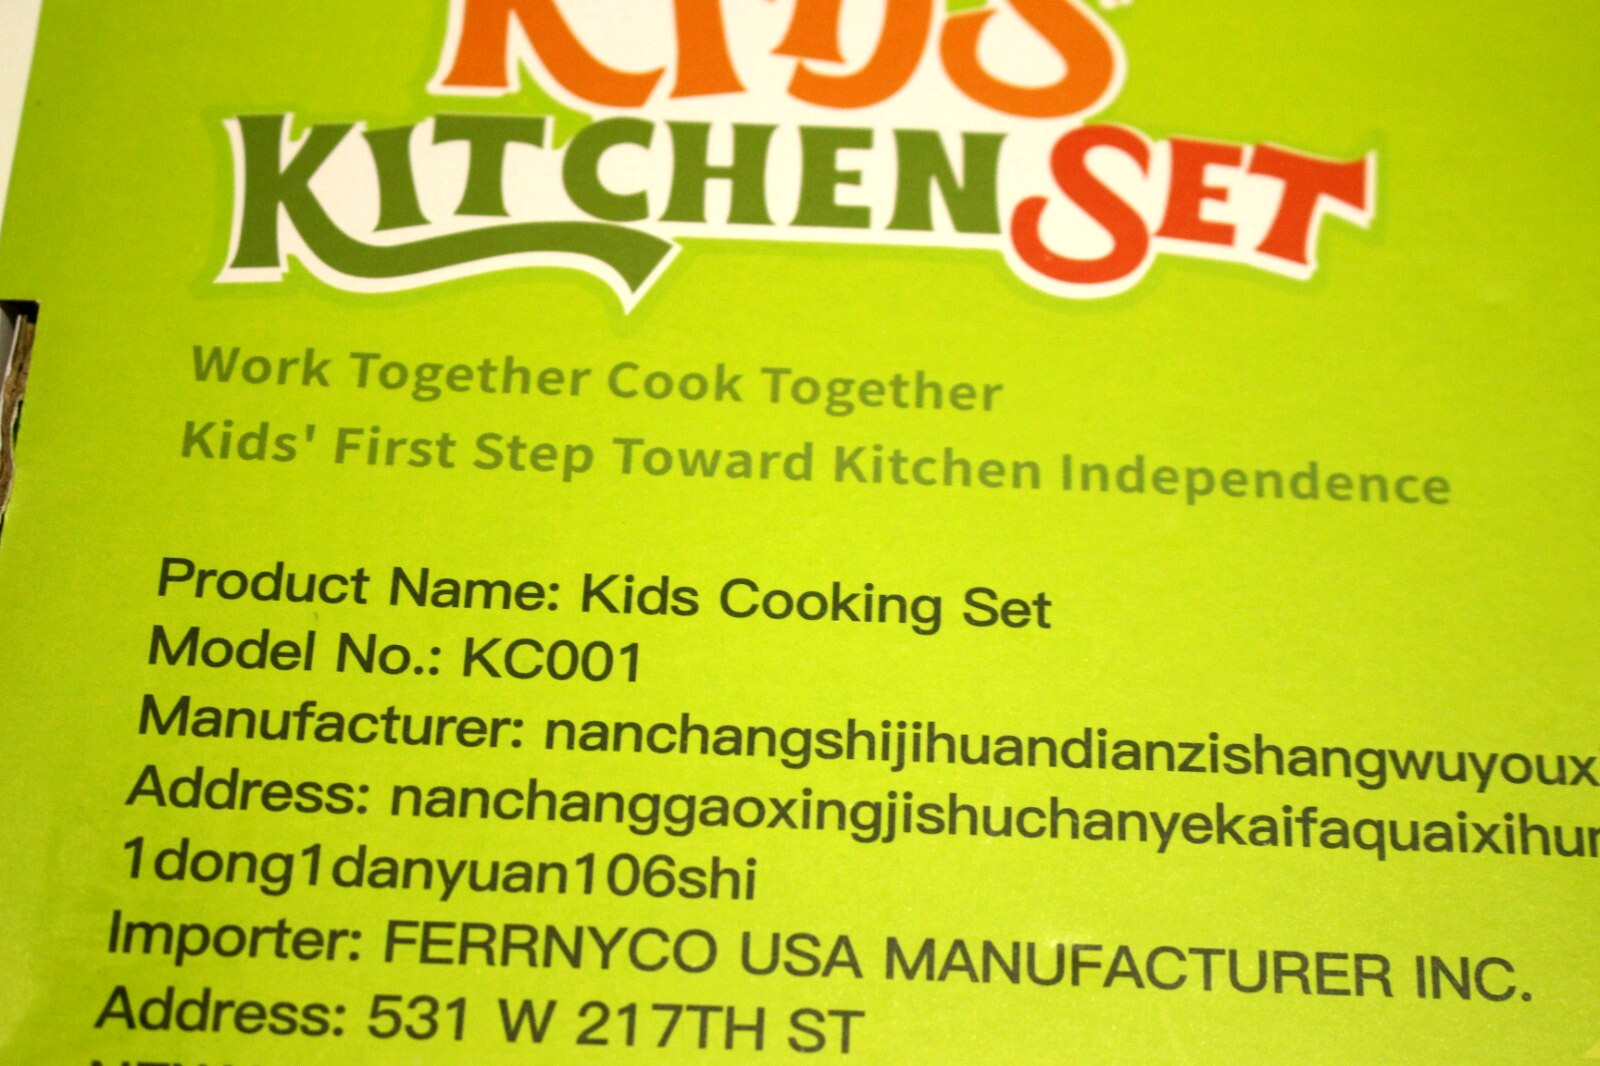 KIDS
KITCHEN SET
Work Together Cook Together
Kids' First Step Toward Kitchen Independence
Product Name: Kids Cooking Set
Model No.: KC001
Manufacturer: nanchangshijihuandianzishangwuyoux
Address: nanchanggaoxingjishuchanyekaifaquaixihu
1dong1danyuan106shi
Importer: FERRNYCO USA MANUFACTURER INC.
Address: 531 W 217TH ST